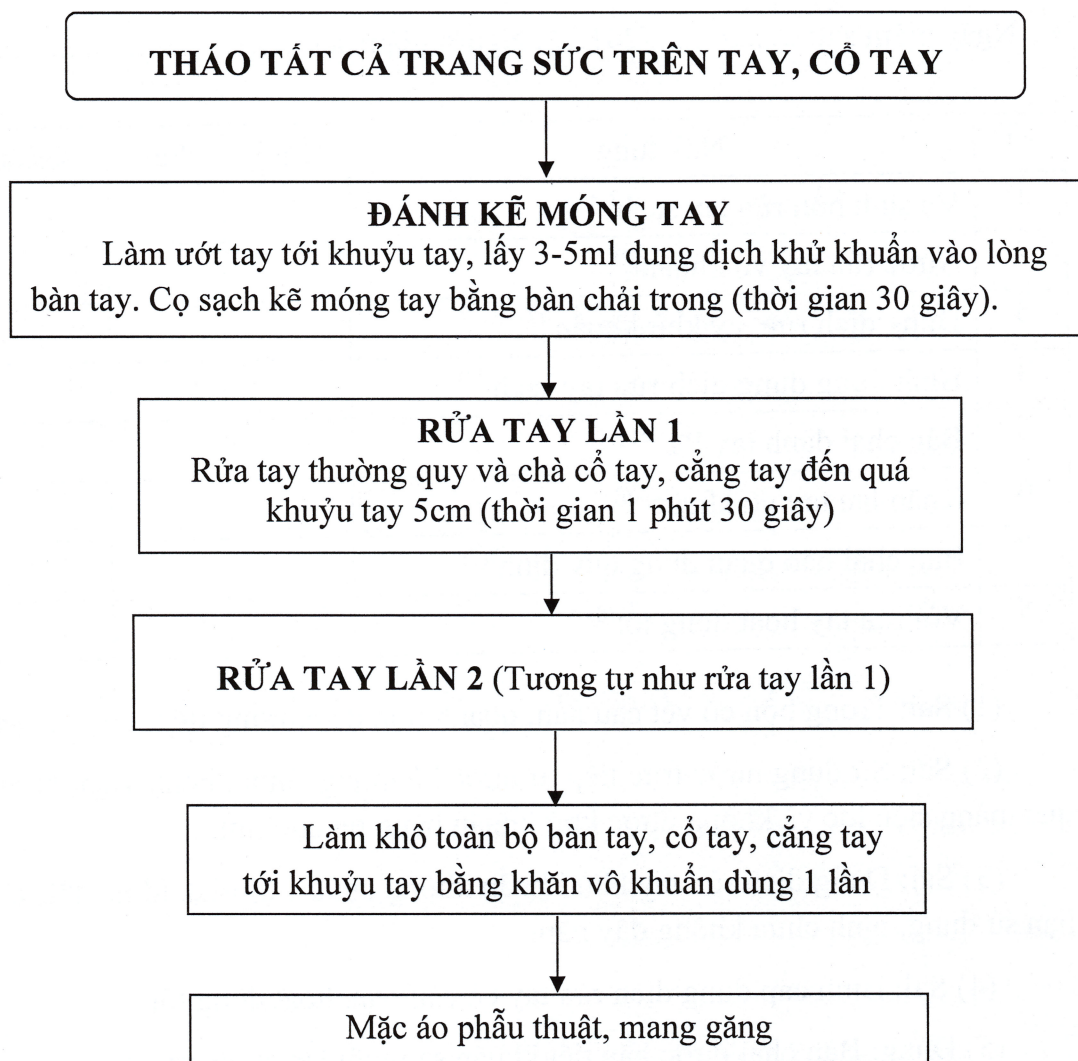 THÁO TẤT CẢ TRANG SỨC TRÊN TAY, CỔ TAY
ĐÁNH KẼ MÓNG TAY
Làm ướt tay tới khuỷu tay, lấy 3-5ml dung dịch khử khuẩn vào lòng
bàn tay. Cọ sạch kẽ móng tay bằng bàn chải trong (thời gian 30 giây).
RỬA TAY LẦN 1
Rửa tay thường quy và chà cổ tay, cẳng tay đến quá
khuỷu tay 5cm (thời gian 1 phút 30 giây)
RỬA TAY LẦN 2 (Tương tự như rửa tay lần 1)
Làm khô toàn bộ bàn tay, cổ tay, cẳng tay
tới khuỷu tay bằng khăn vô khuẩn dùng 1 lần
Mặc áo phẫu thuật, mang găng